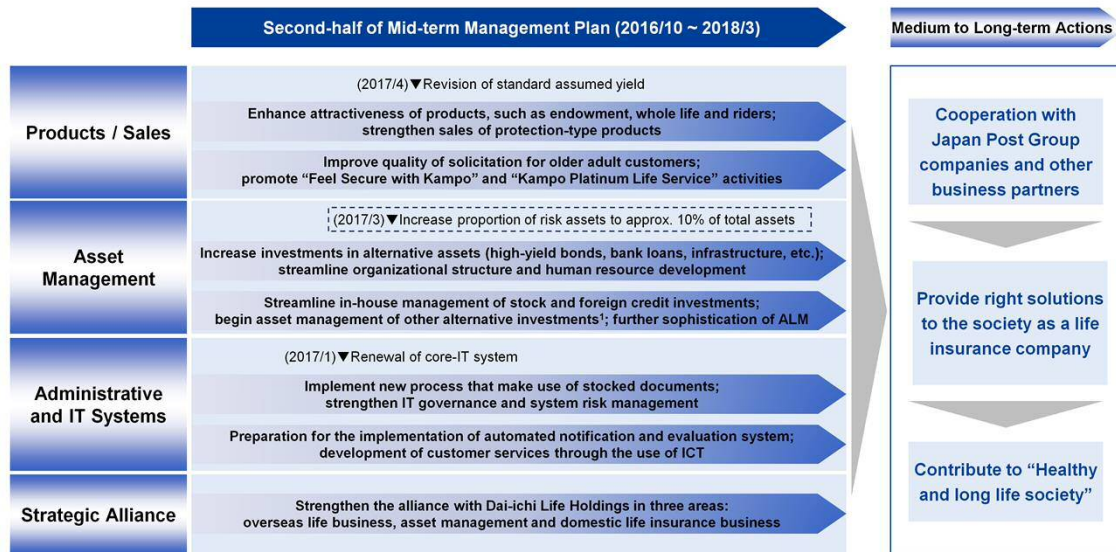 Second-half of Mid-term Management Plan (2016/10 ~ 2018/3)
Medium to Long-term Actions
Products / Sales
(2017/4)▼Revision of standard assumed yield
Enhance attractiveness of products, such as endowment, whole life and riders;
strengthen sales of protection-type products
Improve quality of solicitation for older adult customers;
promote “Feel Secure with Kampo” and “Kampo Platinum Life Service” activities
Asset
Management
(2017/3)▼Increase proportion of risk assets to approx. 10% of total assets
Increase investments in alternative assets (high-yield bonds, bank loans, infrastructure, etc.);
streamline organizational structure and human resource development
Streamline in-house management of stock and foreign credit investments;
begin asset management of other alternative investments¹; further sophistication of ALM
Administrative
and IT Systems
(2017/1)▼Renewal of core-IT system
Implement new process that make use of stocked documents;
strengthen IT governance and system risk management
Preparation for the implementation of automated notification and evaluation system;
development of customer services through the use of ICT
Strategic Alliance
Strengthen the alliance with Dai-ichi Life Holdings in three areas:
overseas life business, asset management and domestic life insurance business
Cooperation with
Japan Post Group
companies and other
business partners
Provide right solutions
to the society as a life
insurance company
Contribute to “Healthy
and long life society”